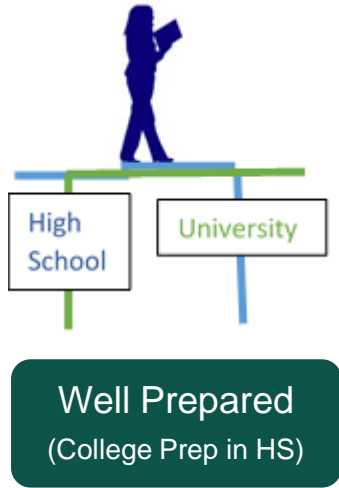 High
School
University
Well Prepared
(College Prep in HS)